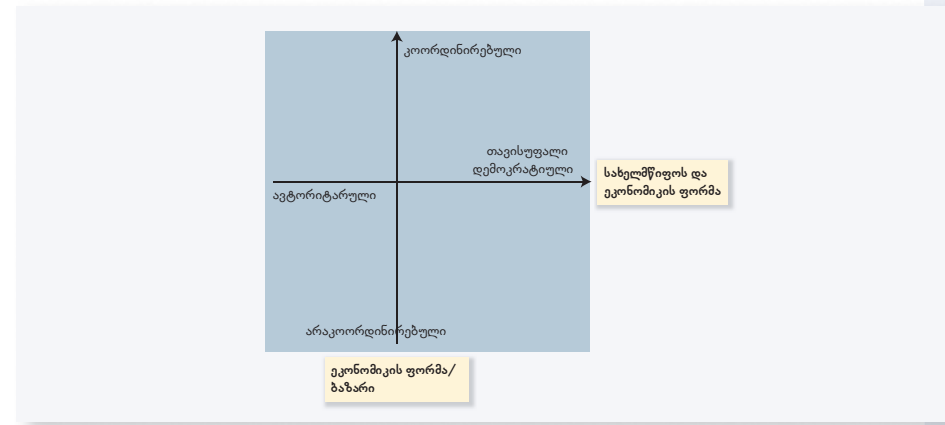 კოორდინირებული
თავისუფალი
დემოკრატიული
სახელმწიფოს და
ეკონომიკის ფორმა
ავტორიტარული
არაკოორდინირებული
ეკონომიკის ფორმა/
ბაზარი